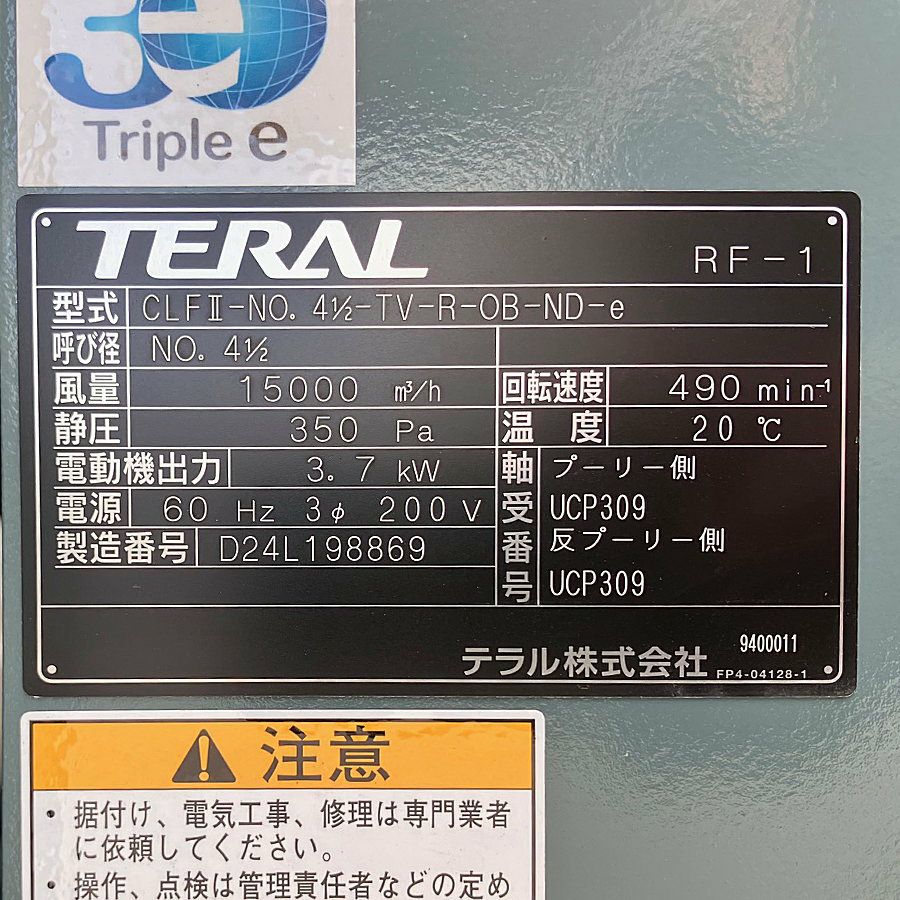 3e
Triple e
TERAL
RF-1
型式 CLFⅡ-NO. 4½-TV-R-OB-ND-e
呼び径 NO. 4½
風量 15000 m³/h 回転速度 490 min-1
静圧 350 Pa 温度 20 ℃
電動機出力 3.7 kW
電源 60 Hz 3φ 200 V
製造番号 D24L198869
軸受番号 プーリー側
UCP309
反プーリー側
UCP309
9400011
テラル株式会社 FP4-04128-1
注意
・据付け、電気工事、修理は専門業者
に依頼してください。
・操作、点検は管理責任者などの定め